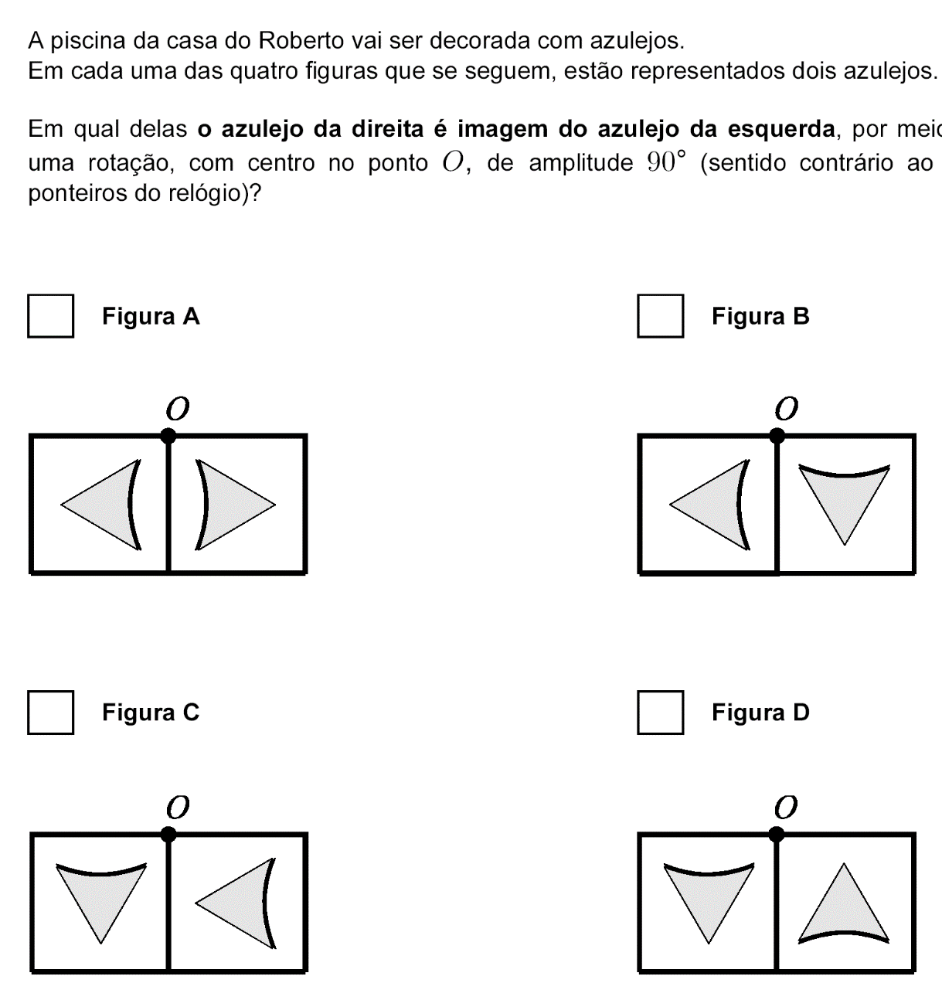 A piscina da casa do Roberto vai ser decorada com azulejos.
Em cada uma das quatro figuras que se seguem, estão representados dois azulejos.
Em qual delas o azulejo da direita é imagem do azulejo da esquerda, por meio
uma rotação, com centro no ponto O, de amplitude 90° (sentido contrário ao
ponteiros do relógio)?
Figura A
Figura B
O
O
Figura C
Figura D
O
O